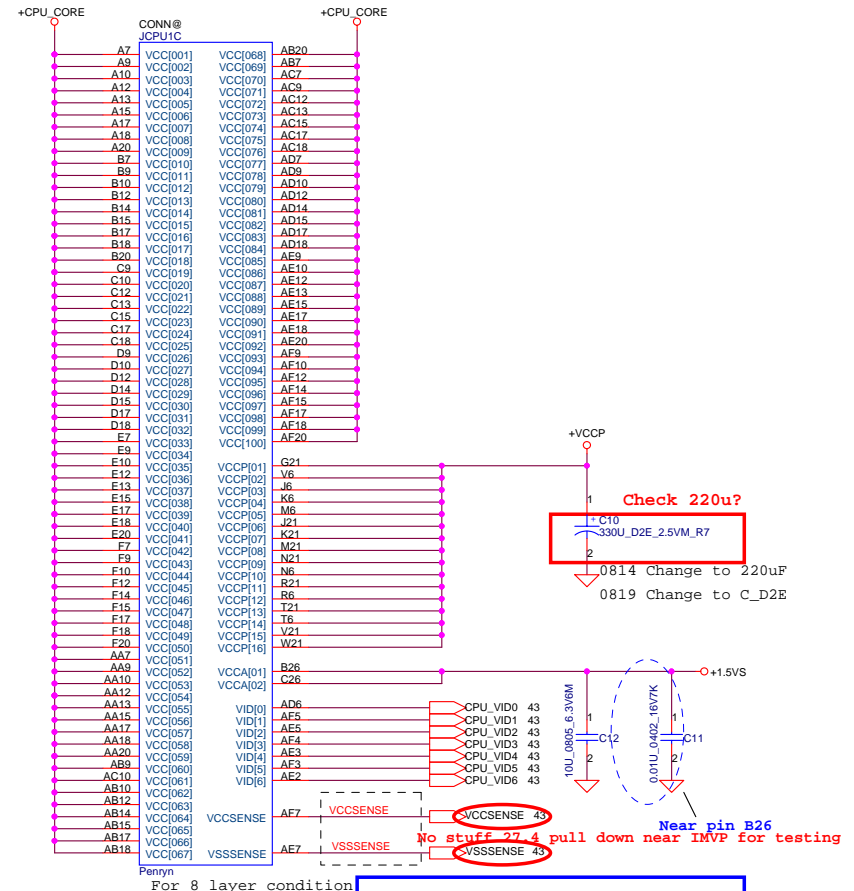 +CPU_CORE
+CPU_CORE
CONN@
JCPU1C
A7 VCC[001] VCC[068] AB20
A9 VCC[002] VCC[069] AB7
A10 VCC[003] VCC[070] AC7
A12 VCC[004] VCC[071] AC9
A13 VCC[005] VCC[072] AC12
A15 VCC[006] VCC[073] AC13
A17 VCC[007] VCC[074] AC15
A18 VCC[008] VCC[075] AC17
A20 VCC[009] VCC[076] AC18
B7 VCC[010] VCC[077] AD7
B9 VCC[011] VCC[078] AD9
B10 VCC[012] VCC[079] AD10
B12 VCC[013] VCC[080] AD12
B14 VCC[014] VCC[081] AD14
B15 VCC[015] VCC[082] AD15
B17 VCC[016] VCC[083] AD17
B18 VCC[017] VCC[084] AD18
B20 VCC[018] VCC[085] AE9
C9 VCC[019] VCC[086] AE10
C10 VCC[020] VCC[087] AE12
C12 VCC[021] VCC[088] AE13
C13 VCC[022] VCC[089] AE15
C15 VCC[023] VCC[090] AE17
C17 VCC[024] VCC[091] AE18
C18 VCC[025] VCC[092] AE20
D9 VCC[026] VCC[093] AF9
D10 VCC[027] VCC[094] AF10
D12 VCC[028] VCC[095] AF12
D14 VCC[029] VCC[096] AF14
D15 VCC[030] VCC[097] AF15
D17 VCC[031] VCC[098] AF17
D18 VCC[032] VCC[099] AF18
E7 VCC[033] VCC[100] AF20
E9 VCC[034]
E10 VCC[035] VCCP[01] G21
E12 VCC[036] VCCP[02] V6
E13 VCC[037] VCCP[03] J6
E15 VCC[038] VCCP[04] K6
E17 VCC[039] VCCP[05] M6
E18 VCC[040] VCCP[06] J21
E20 VCC[041] VCCP[07] K21
F7 VCC[042] VCCP[08] M21
F9 VCC[043] VCCP[09] N21
F10 VCC[044] VCCP[10] N6
F12 VCC[045] VCCP[11] R21
F14 VCC[046] VCCP[12] R6
F15 VCC[047] VCCP[13] T21
F17 VCC[048] VCCP[14] T6
F18 VCC[049] VCCP[15] V21
F20 VCC[050] VCCP[16] W21
AA7 VCC[051]
AA9 VCC[052] VCCA[01] B26
AA10 VCC[053] VCCA[02] C26
AA12 VCC[054]
AA13 VCC[055] VID[0] AD6 CPU_VID0 43
AA15 VCC[056] VID[1] AF5 CPU_VID1 43
AA17 VCC[057] VID[2] AE5 CPU_VID2 43
AA18 VCC[058] VID[3] AF4 CPU_VID3 43
AA20 VCC[059] VID[4] AE3 CPU_VID4 43
AB9 VCC[060] VID[5] AF3 CPU_VID5 43
AC10 VCC[061] VID[6] AE2 CPU_VID6 43
AB10 VCC[062]
AB12 VCC[063]
AB14 VCC[064] VCCSENSE AF7 VCCSENSE VCCSENSE 43
AB15 VCC[065]
AB17 VCC[066]
AB18 VCC[067] VSSSENSE AE7 VSSSENSE VSSSENSE 43
Penryn
For 8 layer condition
+VCCP
Check 220u?
1
+ C10
330U_D2E_2.5VM_R7
2
0814 Change to 220uF
0819 Change to C_D2E
+1.5VS
10U_0805_6.3V6M
1
C12
2
0.01U_0402_16V7K
1
C11
2
Near pin B26
No stuff 27.4 pull down near IMVP for testing